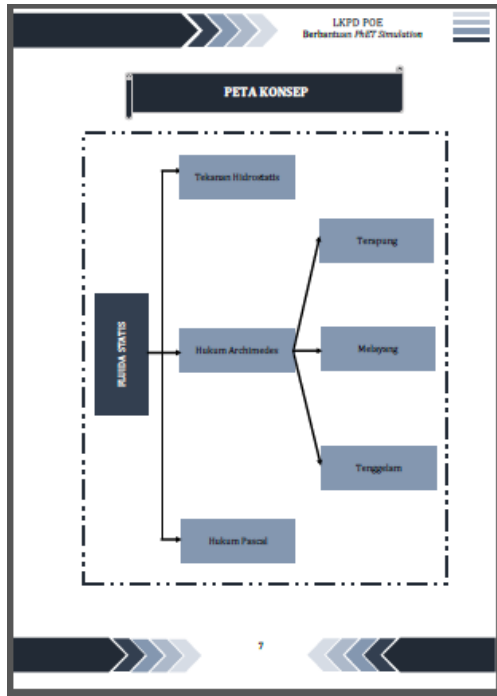 LKPD POE
Berbantuan PhET Simulation
PETA KONSEP
Tekanan Hidrostatis
Terapung
FLUIDA STATIS
Hukum Archimedes
Melayang
Tenggelam
Hukum Pascal
7